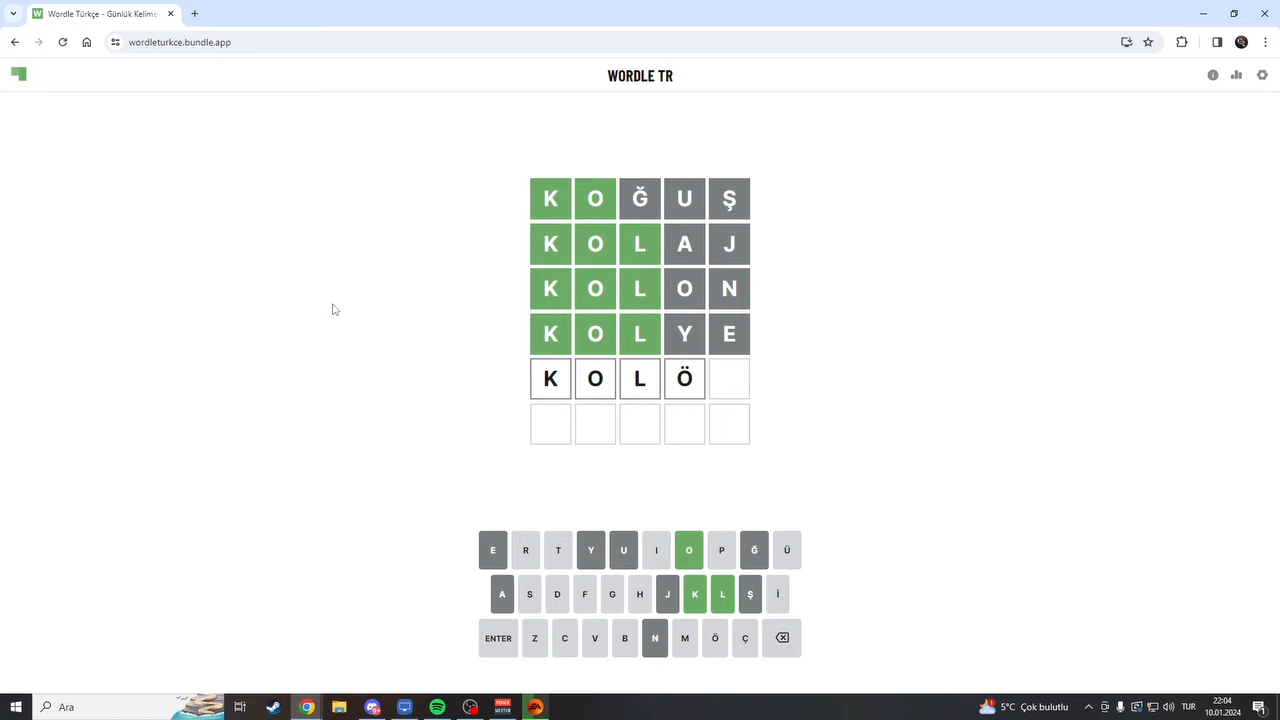 Wordle Türkçe - Günlük Kelime
wordleturkce.bundle.app
WORDLE TR
K O Ğ U Ş
K O L A J
K O L O N
K O L Y E
K O L Ö
E R T Y U I O P Ğ Ü
A S D F G H J K L Ş İ
ENTER Z C V B N M Ö Ç
Ara
5°C Çok bulutlu
TUR
22:04
10.01.2024